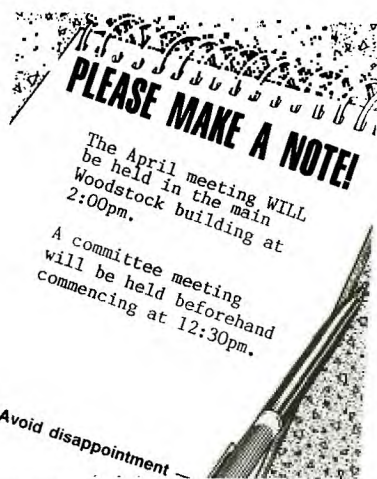 PLEASE MAKE A NOTE!
The April meeting WILL
be held in the main
Woodstock building at
2:00pm.
A committee meeting
will be held beforehand
commencing at 12:30pm.
Avoid disappointment —